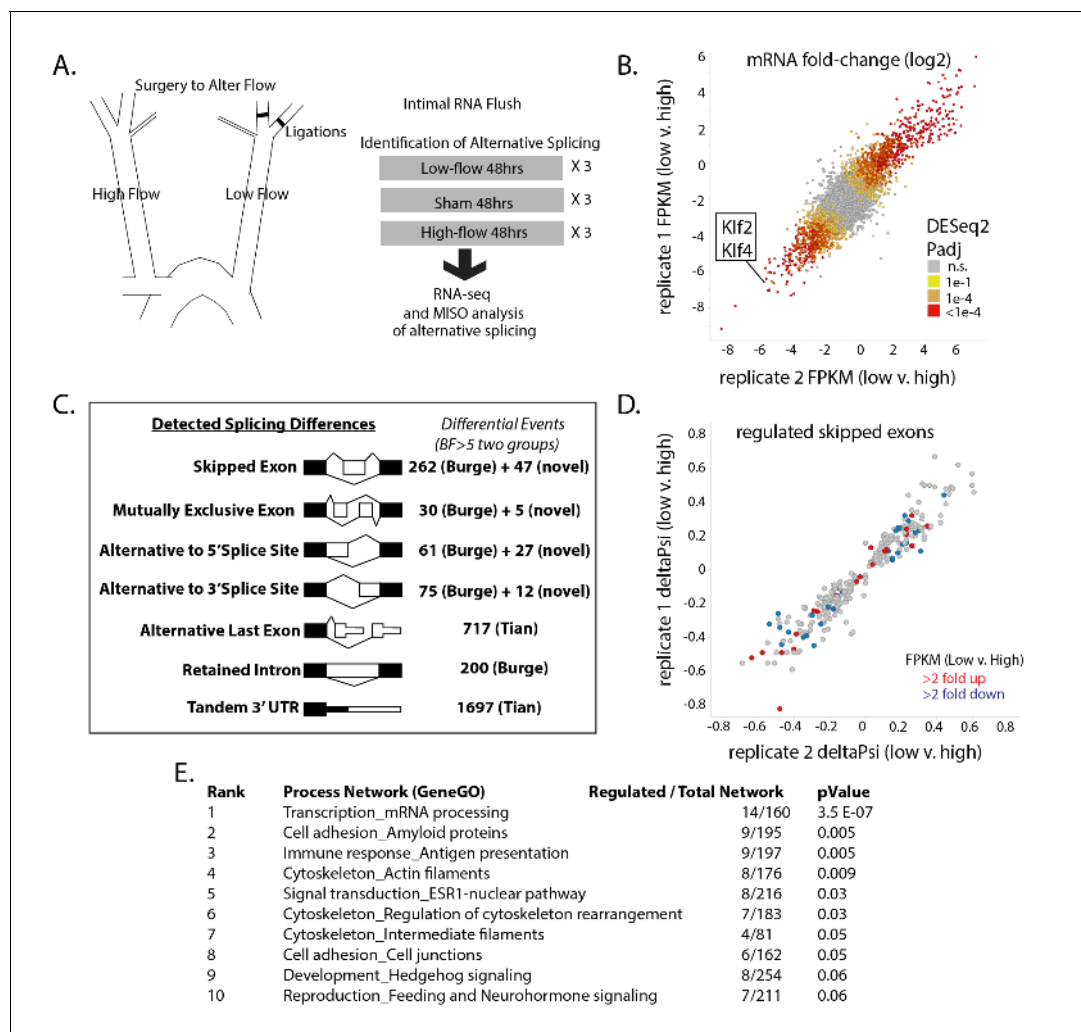 A.
Surgery to Alter Flow
Ligations
High Flow
Low Flow
Intimal RNA Flush
Identification of Alternative Splicing
Low-flow 48hrs X 3
Sham 48hrs X 3
High-flow 48hrs X 3
RNA-seq
and MISO analysis
of alternative splicing
B.
mRNA fold-change (log2)
replicate 1 FPKM (low v. high)
6
4
2
0
-2
-4
-6
-8
Klf2
Klf4
DESeq2
Padj
n.s.
1e-1
1e-4
<1e-4
-8 -6 -4 -2 0 2 4 6
replicate 2 FPKM (low v. high)
C.
Detected Splicing Differences
Differential Events
(BF>5 two groups)
Skipped Exon 262 (Burge) + 47 (novel)
Mutually Exclusive Exon 30 (Burge) + 5 (novel)
Alternative to 5'Splice Site 61 (Burge) + 27 (novel)
Alternative to 3'Splice Site 75 (Burge) + 12 (novel)
Alternative Last Exon 717 (Tian)
Retained Intron 200 (Burge)
Tandem 3' UTR 1697 (Tian)
D.
regulated skipped exons
replicate 1 deltaPsi (low v. high)
0.8
0.6
0.4
0.2
0
-0.2
-0.4
-0.6
-0.8
FPKM (Low v. High)
>2 fold up
>2 fold down
-0.8 -0.6 -0.4 -0.2 0 0.2 0.4 0.6 0.8
replicate 2 deltaPsi (low v. high)
E.
Rank Process Network (GeneGO) Regulated / Total Network pValue
1 Transcription_mRNA processing 14/160 3.5 E-07
2 Cell adhesion_Amyloid proteins 9/195 0.005
3 Immune response_Antigen presentation 9/197 0.005
4 Cytoskeleton_Actin filaments 8/176 0.009
5 Signal transduction_ESR1-nuclear pathway 8/216 0.03
6 Cytoskeleton_Regulation of cytoskeleton rearrangement 7/183 0.03
7 Cytoskeleton_Intermediate filaments 4/81 0.05
8 Cell adhesion_Cell junctions 6/162 0.05
9 Development_Hedgehog signaling 8/254 0.06
10 Reproduction_Feeding and Neurohormone signaling 7/211 0.06